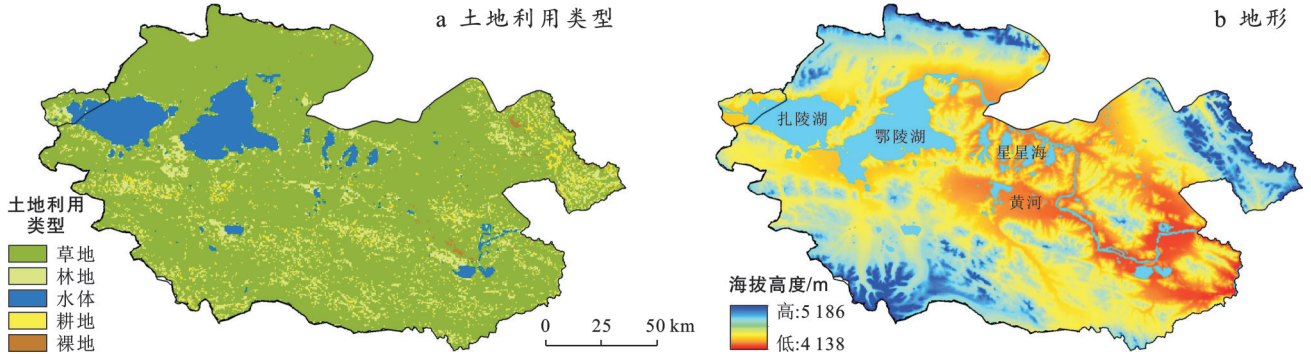 a 土地利用类型
土地利用
类型
草地
林地
水体
耕地
裸地
0 25 50 km
b 地形
扎陵湖
鄂陵湖
星星海
黄河
海拔高度/m
高:5 186
低:4 138